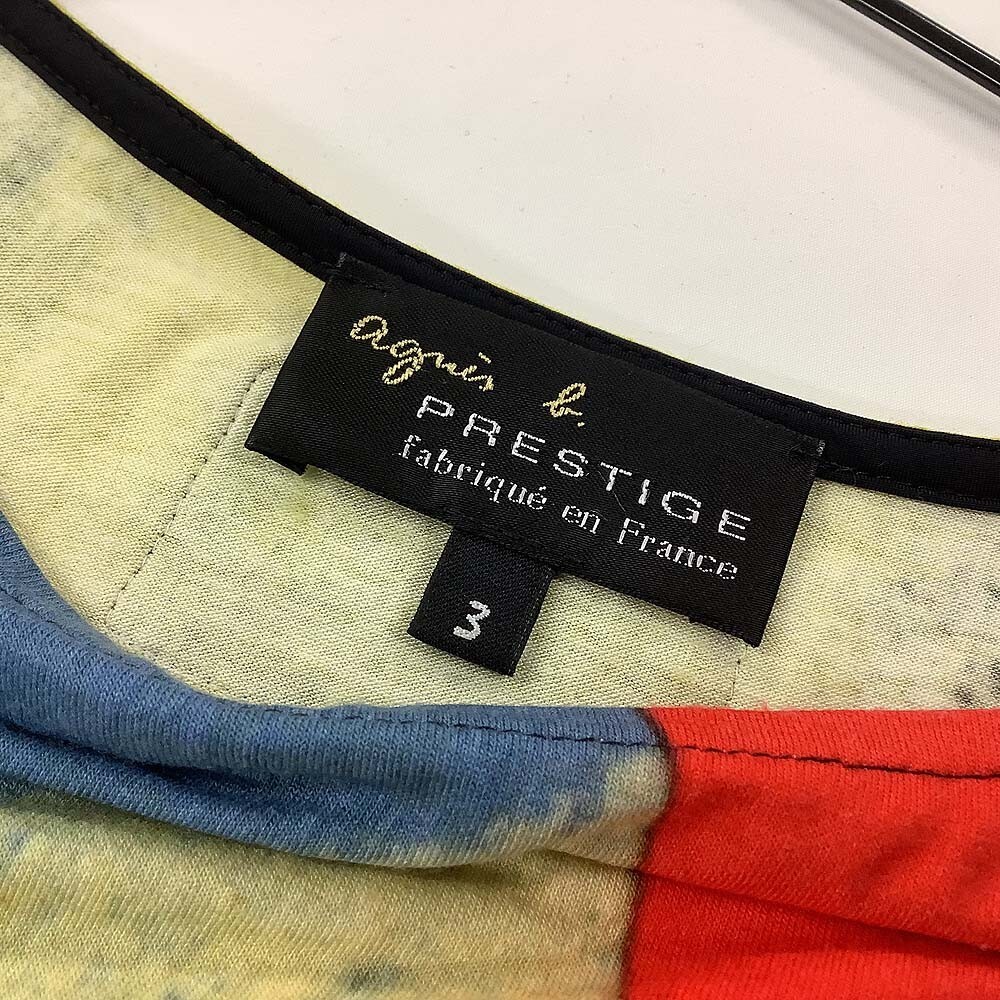 agnès b.
PRESTIGE
fabriqué en France
3